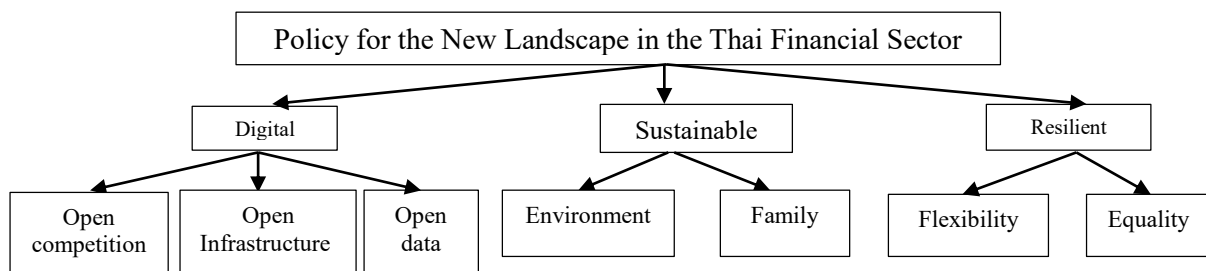 Policy for the New Landscape in the Thai Financial Sector
Digital
Sustainable
Resilient
Open
competition
Open
Infrastructure
Open
data
Environment
Family
Flexibility
Equality